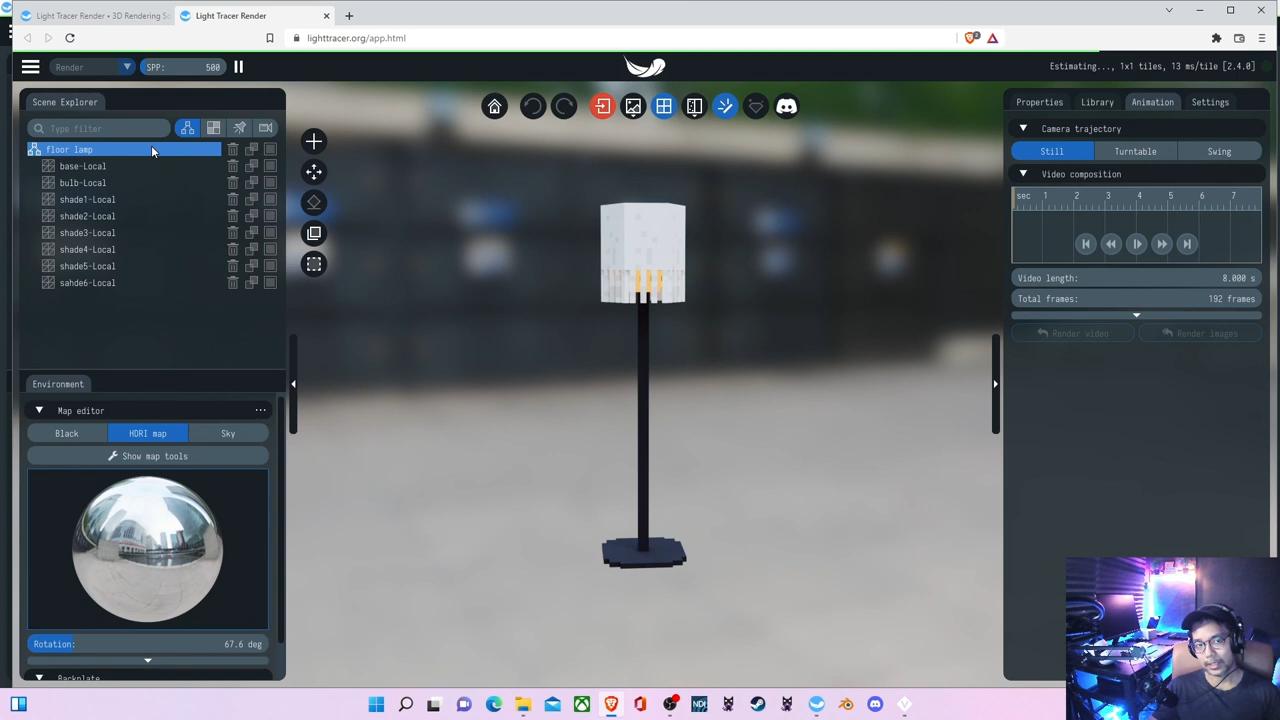 Light Tracer Render • 3D Rendering So
Light Tracer Render
lighttracer.org/app.html
2
Render
SPP: 500
Estimating..., 1x1 tiles, 13 ms/tile [2.4.0]
Scene Explorer
Type filter
floor lamp
base-Local
bulb-Local
shade1-Local
shade2-Local
shade3-Local
shade4-Local
shade5-Local
sahde6-Local
Environment
Map editor
Black
HDRI map
Sky
Show map tools
Rotation: 67.6 deg
Backplate
Properties
Library
Animation
Settings
Camera trajectory
Still
Turntable
Swing
Video composition
sec 1 2 3 4 5 6 7
Video length: 8.000 s
Total frames: 192 frames
Render video
Render images
NDI